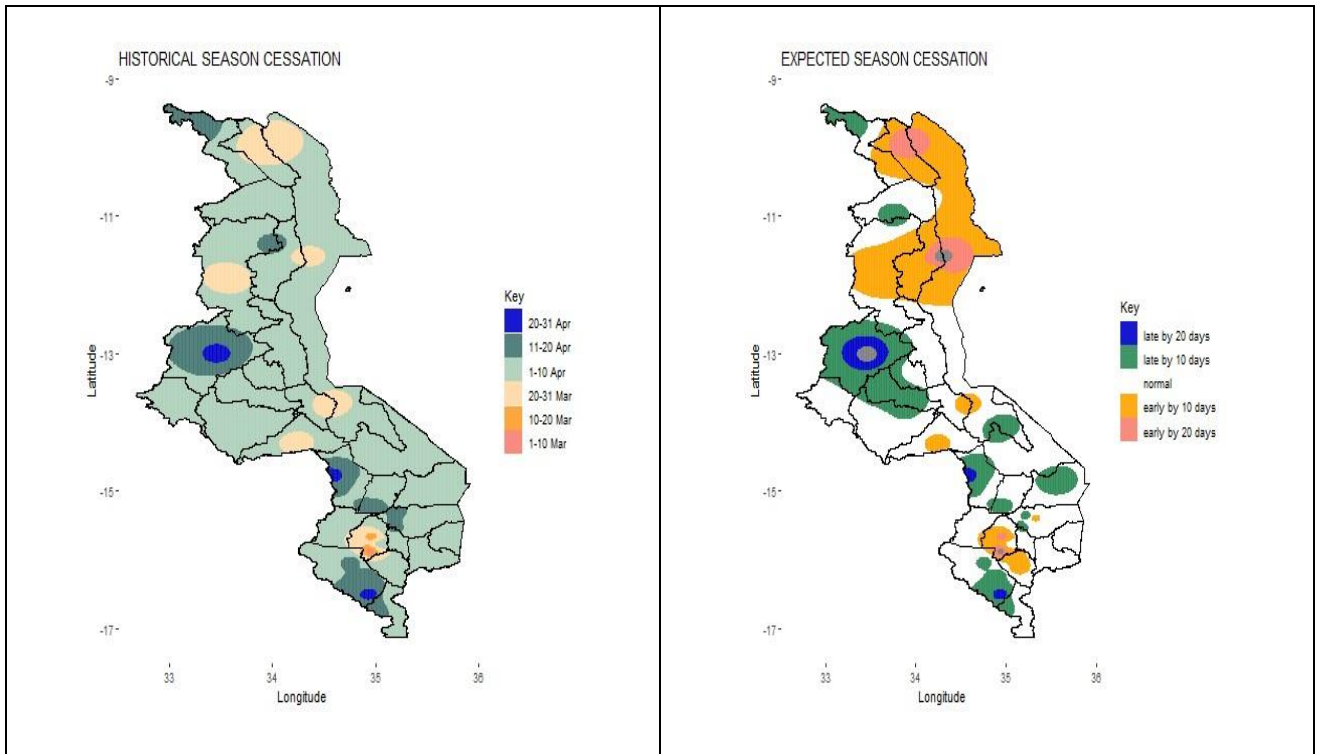 HISTORICAL SEASON CESSATION
-9
-11
-13
-15
-17
Latitude
33
34
35
36
Longitude
Key
20-31 Apr
11-20 Apr
1-10 Apr
20-31 Mar
10-20 Mar
1-10 Mar
EXPECTED SEASON CESSATION
-9
-11
-13
-15
-17
Latitude
33
34
35
36
Longitude
Key
late by 20 days
late by 10 days
normal
early by 10 days
early by 20 days